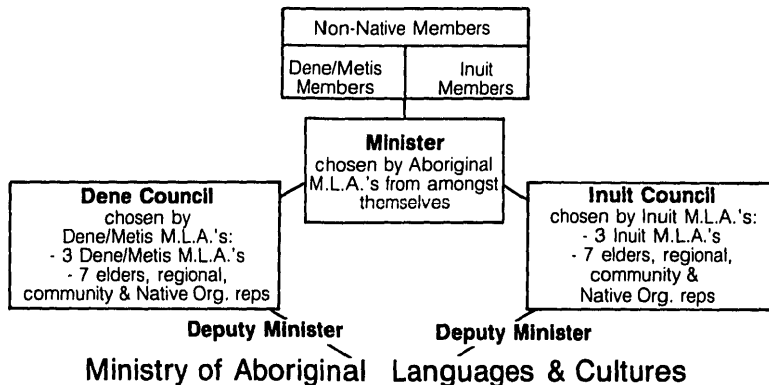 Non-Native Members
Dene/Metis
Members
Inuit
Members
Minister
chosen by Aboriginal
M.L.A.'s from amongst
themselves
Dene Council
chosen by
Dene/Metis M.L.A.'s:
- 3 Dene/Metis M.L.A.'s
- 7 elders, regional,
community & Native Org. reps
Inuit Council
chosen by Inuit M.L.A.'s:
- 3 Inuit M.L.A.'s
- 7 elders, regional,
community &
Native Org. reps
Deputy Minister
Deputy Minister
Ministry of Aboriginal Languages & Cultures